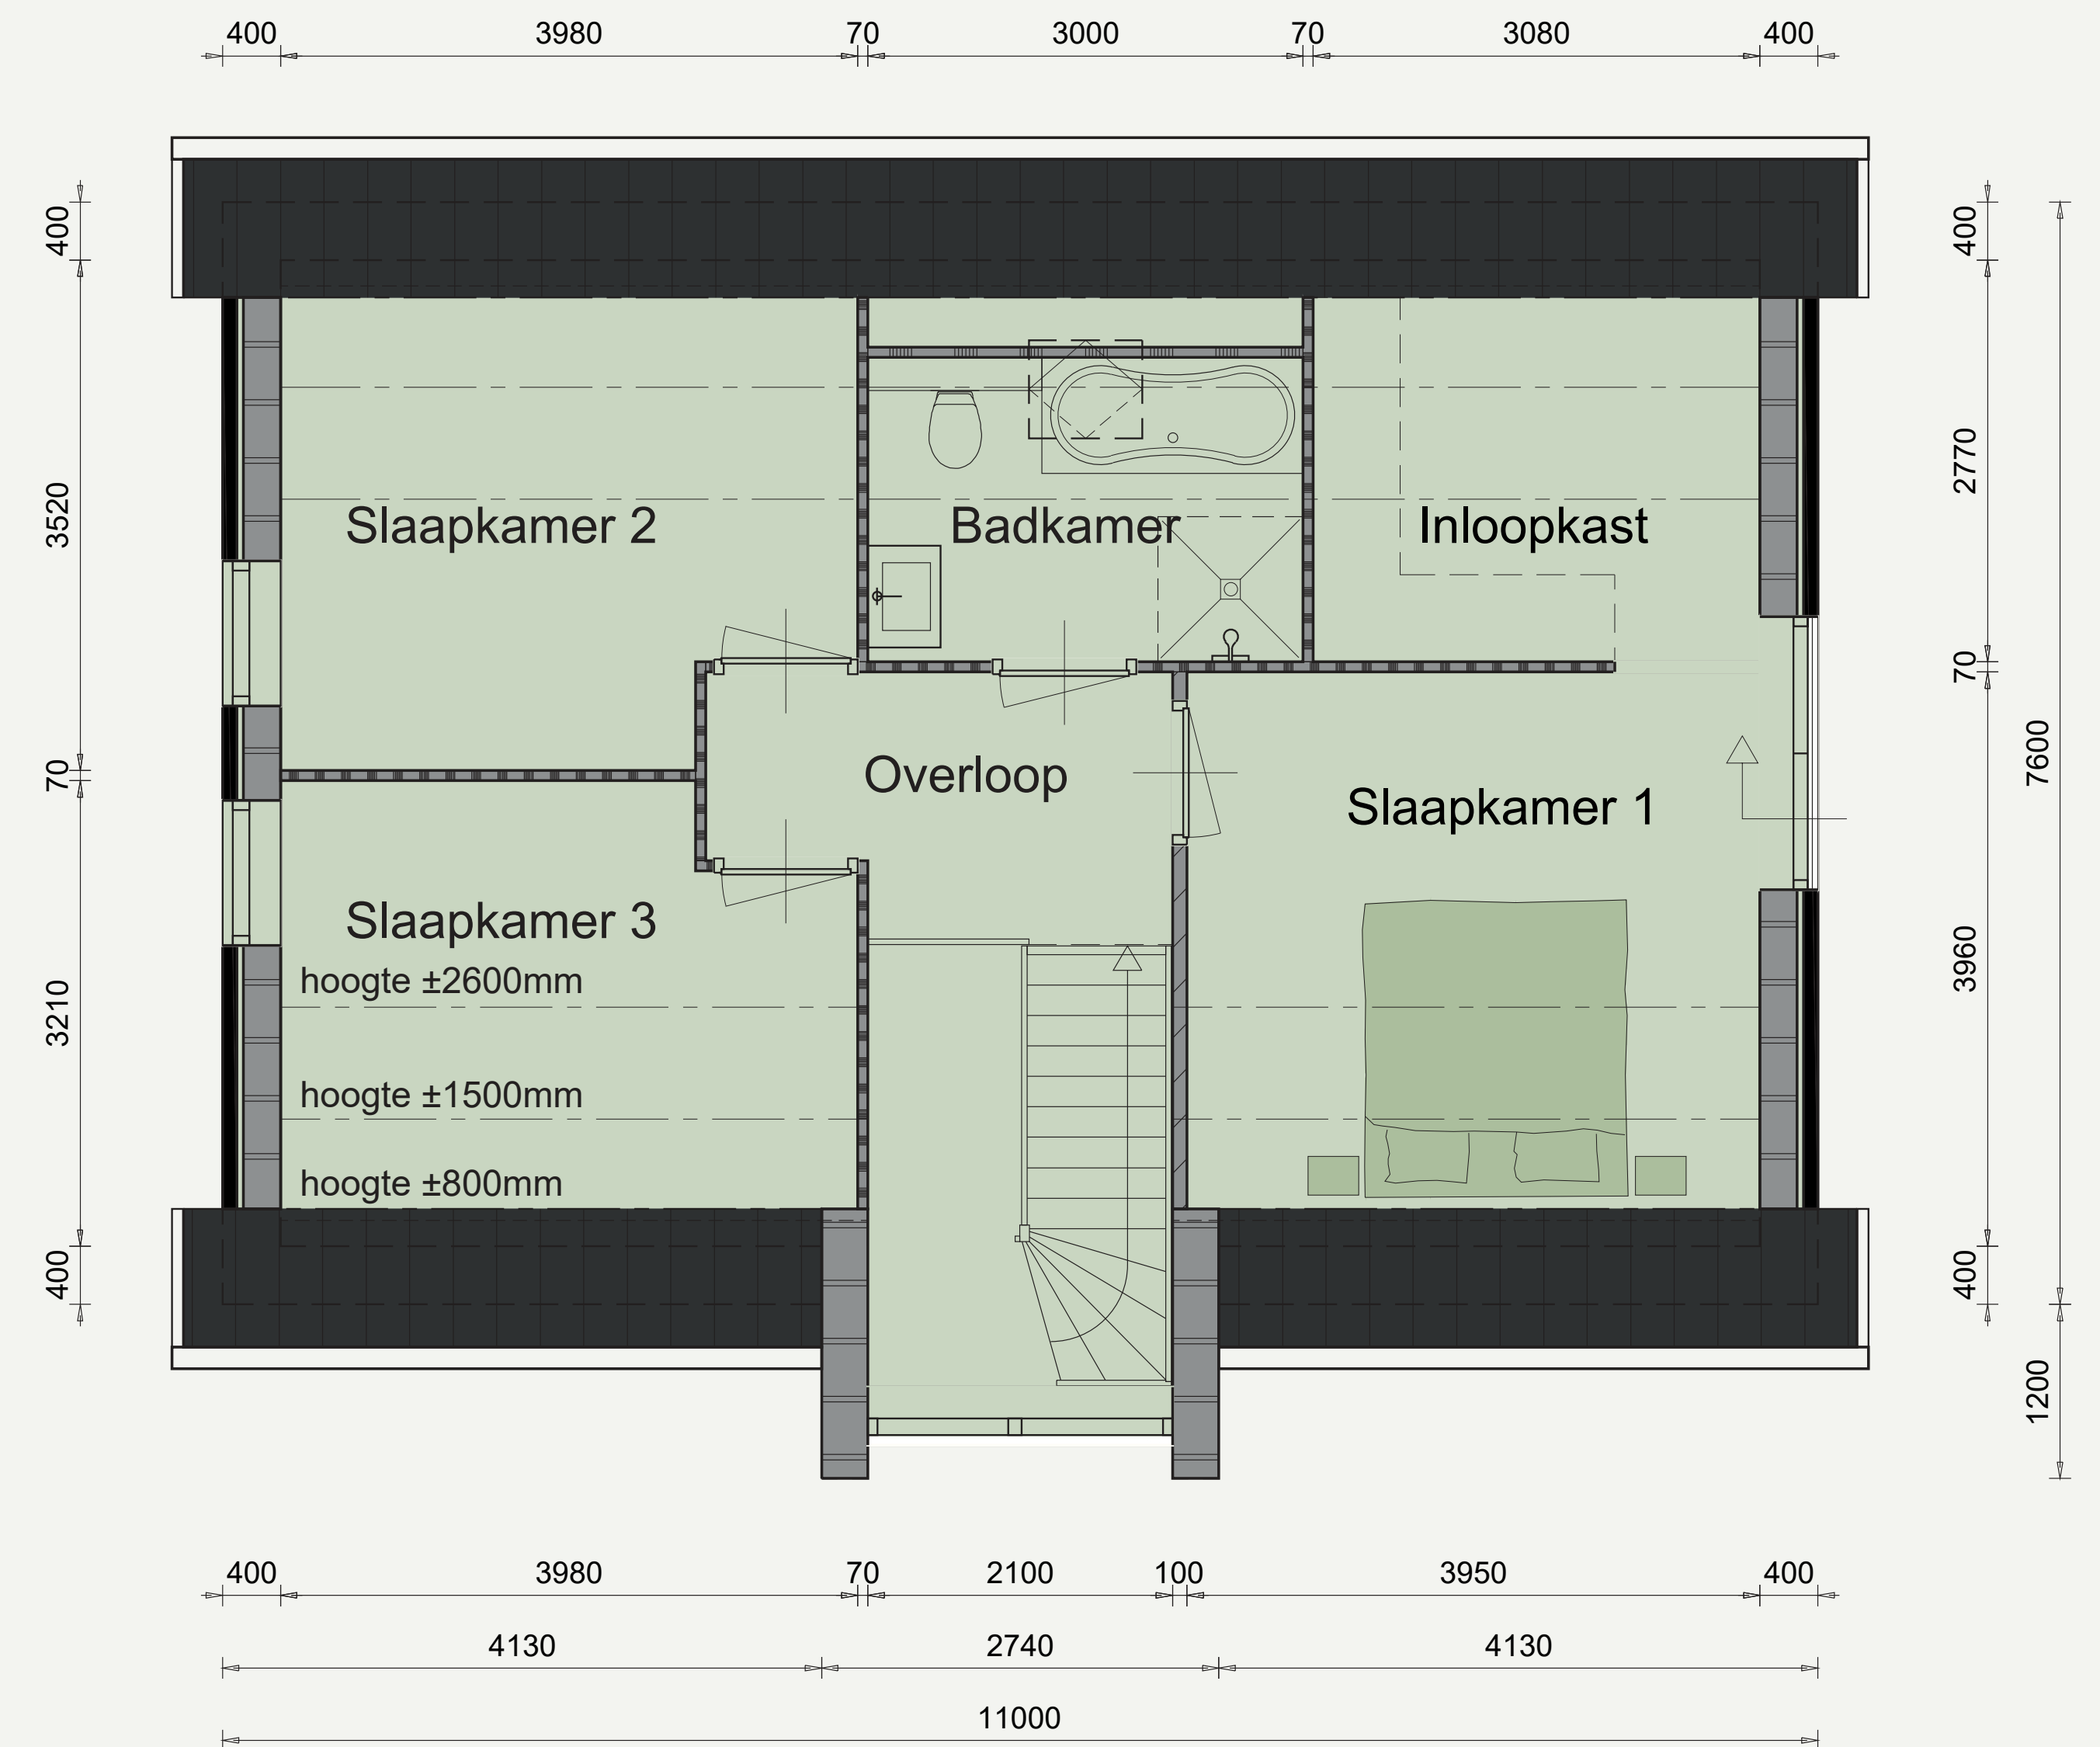 400 3980 70 3000 70 3080 400
400
3520
70
3210
400
400
2770
70
3960
400
7600
1200
Slaapkamer 2
Badkamer
Inloopkast
Overloop
Slaapkamer 1
Slaapkamer 3
hoogte ±2600mm
hoogte ±1500mm
hoogte ±800mm
400 3980 70 2100 100 3950 400
4130 2740 4130
11000